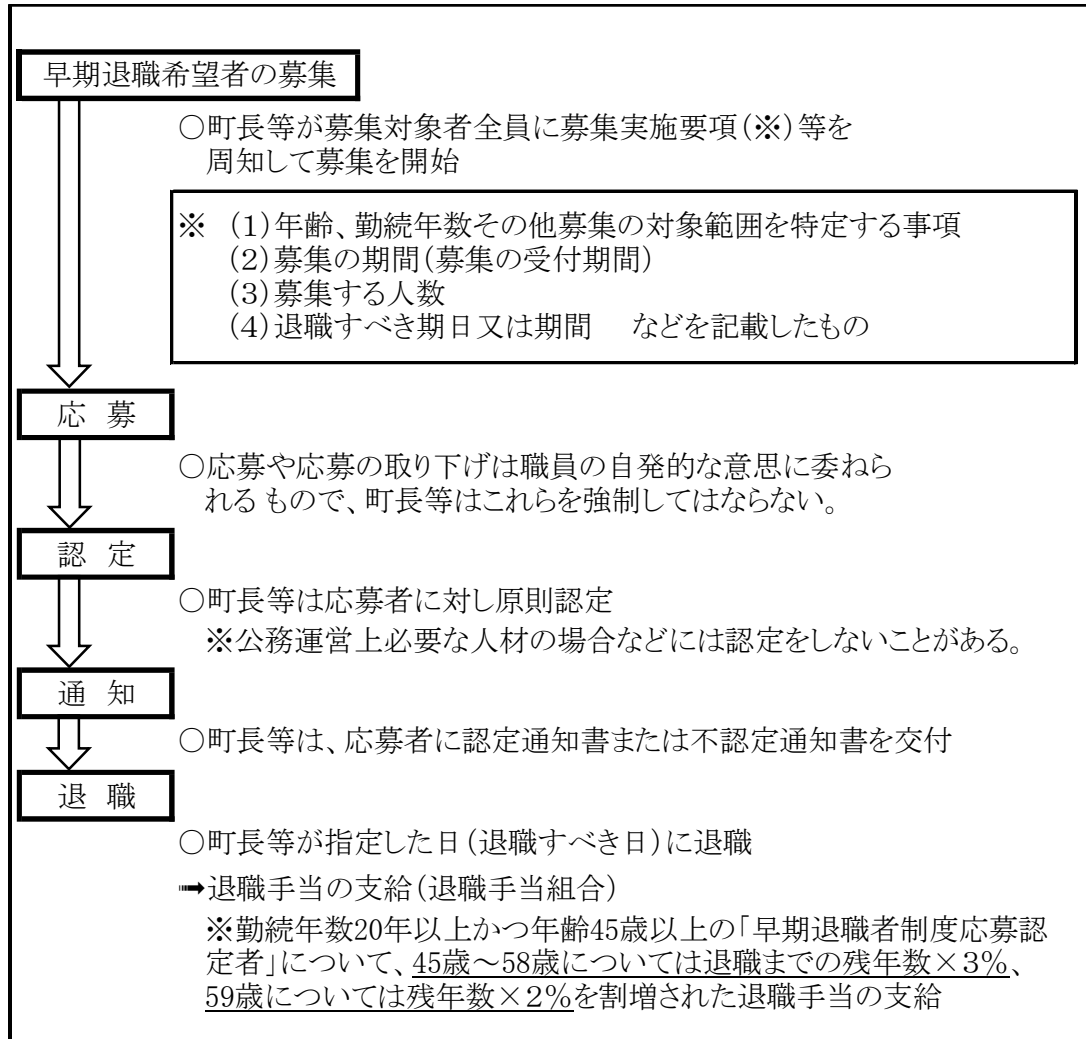 早期退職希望者の募集
○町長等が募集対象者全員に募集実施要項(※)等を
周知して募集を開始
※ (1)年齢、勤続年数その他募集の対象範囲を特定する事項
(2)募集の期間(募集の受付期間)
(3)募集する人数
(4)退職すべき期日又は期間 などを記載したもの
応 募
○応募や応募の取り下げは職員の自発的な意思に委ねら
れる もので、町長等はこれらを強制してはならない。
認 定
○町長等は応募者に対し原則認定
※公務運営上必要な人材の場合などには認定をしないことがある。
通 知
○町長等は、応募者に認定通知書または不認定通知書を交付
退 職
○町長等が指定した日(退職すべき日)に退職
➟退職手当の支給(退職手当組合)
※勤続年数20年以上かつ年齢45歳以上の「早期退職者制度応募認
定者」について、45歳～58歳については退職までの残年数×3％、
59歳については残年数×2％を割増された退職手当の支給